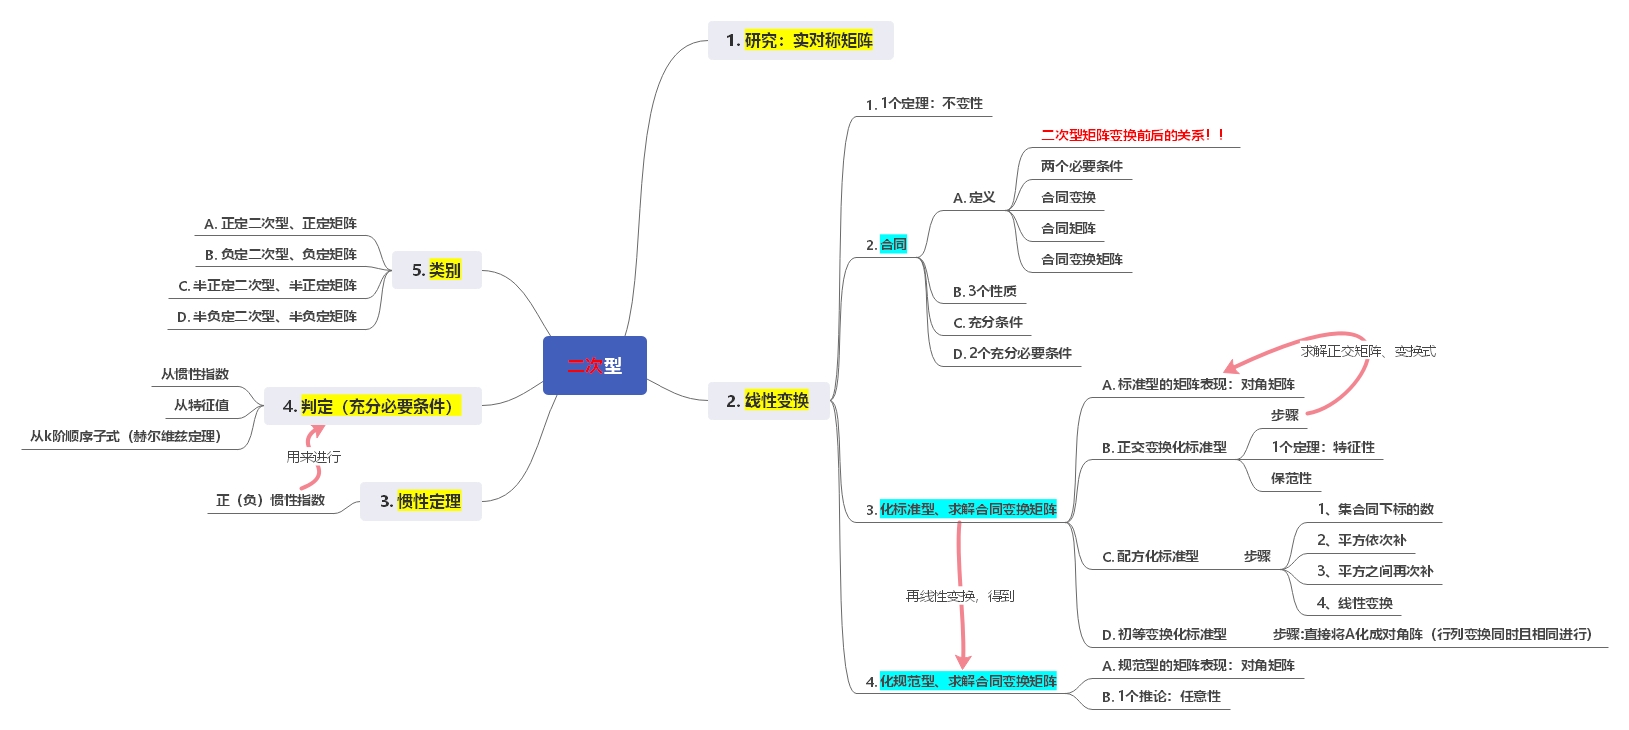 二次型
1. 研究：实对称矩阵
2. 线性变换
1. 1个定理：不变性
2. 合同
A. 定义
二次型矩阵变换前后的关系！！
两个必要条件
合同变换
合同矩阵
合同变换矩阵
B. 3个性质
C. 充分条件
D. 2个充分必要条件
3. 化标准型、求解合同变换矩阵
A. 标准型的矩阵表现：对角矩阵
求解正交矩阵、变换式
B. 正交变换化标准型
步骤
1个定理：特征性
保范性
C. 配方化标准型
步骤
1、集合同下标的数
2、平方依次补
3、平方之间再次补
4、线性变换
D. 初等变换化标准型
步骤:直接将A化成对角阵（行列变换同时且相同进行）
再线性变换，得到
4. 化规范型、求解合同变换矩阵
A. 规范型的矩阵表现：对角矩阵
B. 1个推论：任意性
3. 惯性定理
正（负）惯性指数
用来进行
4. 判定（充分必要条件）
从惯性指数
从特征值
从k阶顺序子式（赫尔维兹定理）
5. 类别
A. 正定二次型、正定矩阵
B. 负定二次型、负定矩阵
C. 半正定二次型、半正定矩阵
D. 半负定二次型、半负定矩阵